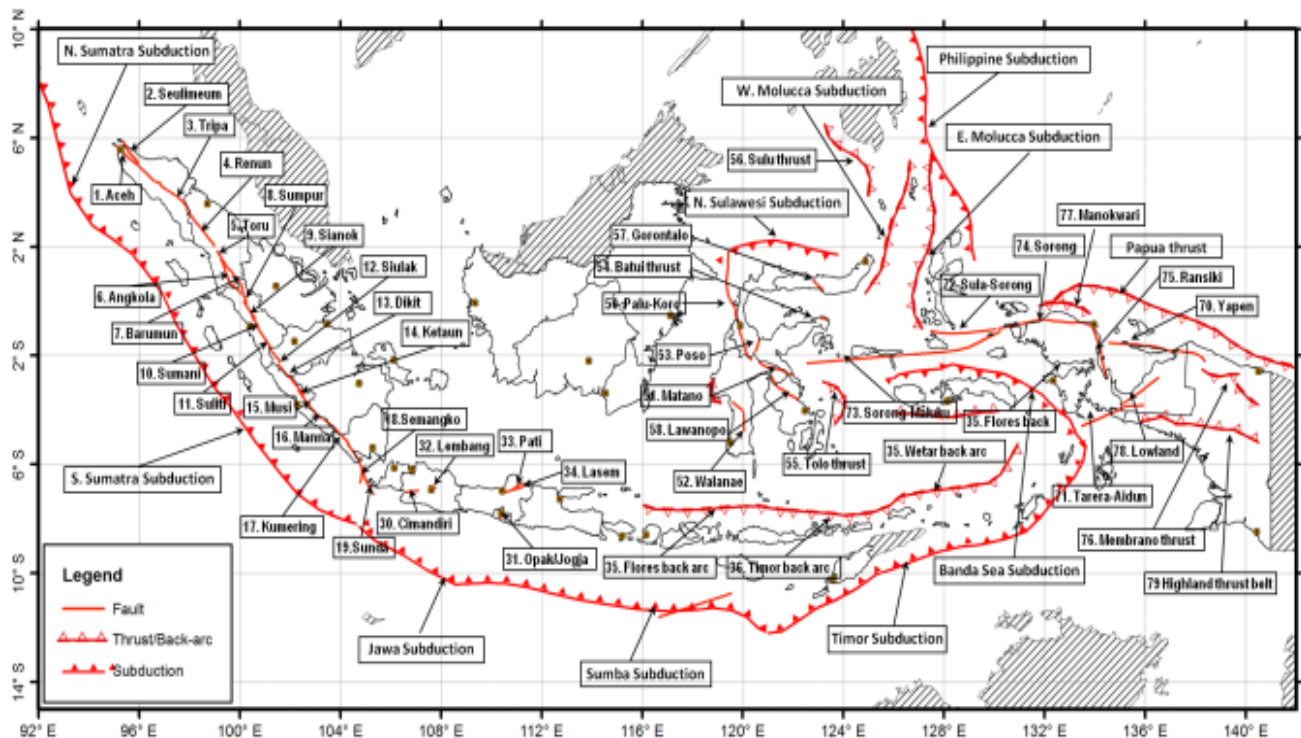 10° N
6° N
2° N
2° S
6° S
10° S
14° S
92° E
96° E
100° E
104° E
108° E
112° E
116° E
120° E
124° E
128° E
132° E
136° E
140° E
N. Sumatra Subduction
2. Seulimeum
3. Tripa
4. Renun
1. Aceh
8. Sumpur
5. Toru
9. Sianok
12. Siulak
6. Angkola
13. Dikit
7. Barumun
14. Ketaun
10. Sumani
11. Suliti
15. Musi
16. Manna
18. Semangko
S. Sumatra Subduction
32. Lembang
33. Pati
34. Lasem
17. Kumering
19. Sunda
30. Cimandiri
31. Opak/Jogja
35. Flores back arc
36. Timor back arc
Jawa Subduction
Sumba Subduction
Timor Subduction
Banda Sea Subduction
Philippine Subduction
W. Molucca Subduction
E. Molucca Subduction
56. Sulu thrust
N. Sulawesi Subduction
57. Gorontalo
54. Batui thrust
Palu-Koro
53. Poso
Matano
58. Lawanopo
52. Walanae
55. Tolo thrust
73. Sorong-Maluku
35. Wetar back arc
35. Flores back
72. Sula-Sorong
74. Sorong
77. Manokwari
Papua thrust
75. Ransiki
70. Yapen
78. Lowland
71. Tarera-Aidun
76. Membrano thrust
79 Highland thrust belt
Legend
Fault
Thrust/Back-arc
Subduction